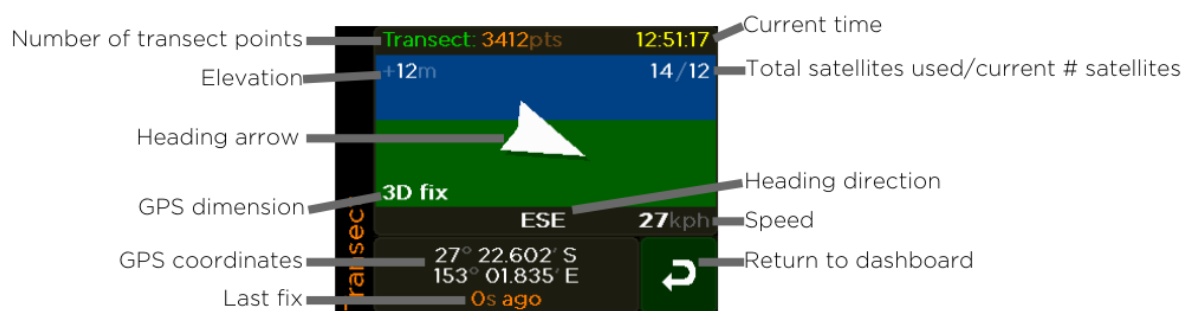 Number of transect points
Transect: 3412pts
12:51:17
Current time
Elevation
+12m
14/12
Total satellites used/current # satellites
Heading arrow
GPS dimension
3D fix
Heading direction
ESE
27kph
Speed
GPS coordinates
27° 22.602' S
153° 01.835' E
Return to dashboard
Last fix
0s ago
Transec